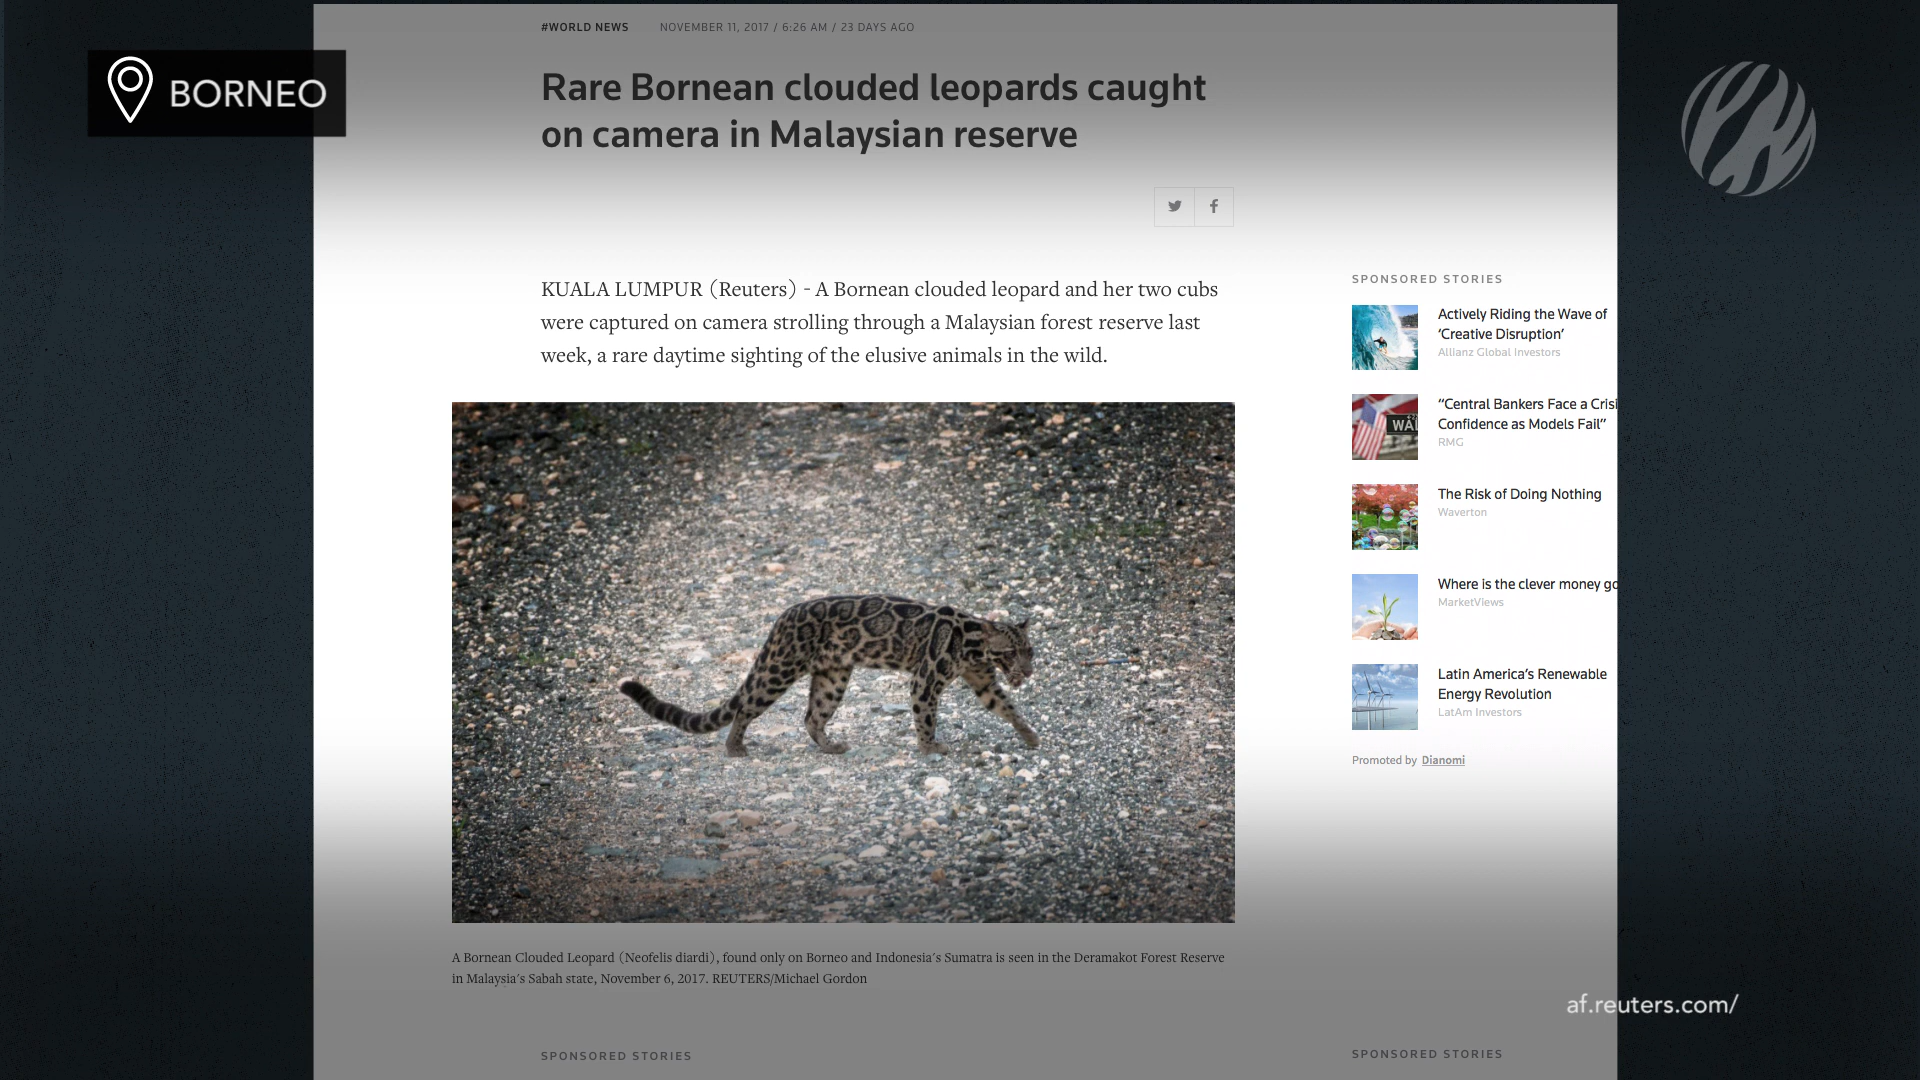 #WORLD NEWS NOVEMBER 11, 2017 / 6:26 AM / 23 DAYS AGO
BORNEO
Rare Bornean clouded leopards caught
on camera in Malaysian reserve
KUALA LUMPUR (Reuters) - A Bornean clouded leopard and her two cubs
were captured on camera strolling through a Malaysian forest reserve last
week, a rare daytime sighting of the elusive animals in the wild.
A Bornean Clouded Leopard (Neofelis diardi), found only on Borneo and Indonesia's Sumatra is seen in the Deramakot Forest Reserve
in Malaysia's Sabah state, November 6, 2017. REUTERS/Michael Gordon
SPONSORED STORIES
SPONSORED STORIES
Actively Riding the Wave of
‘Creative Disruption’
Allianz Global Investors
WAL
“Central Bankers Face a Crisi
Confidence as Models Fail”
RMG
The Risk of Doing Nothing
Waverton
Where is the clever money go
MarketViews
Latin America’s Renewable
Energy Revolution
LatAm Investors
Promoted by Dianomi
af.reuters.com/
SPONSORED STORIES